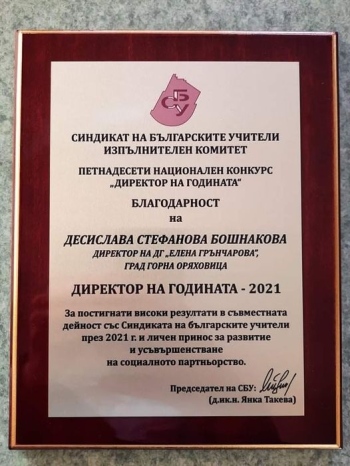 СБУ
СИНДИКАТ НА БЪЛГАРСКИТЕ УЧИТЕЛИ
ИЗПЪЛНИТЕЛЕН КОМИТЕТ
ПЕТНАДЕСЕТИ НАЦИОНАЛЕН КОНКУРС
„ДИРЕКТОР НА ГОДИНАТА“
БЛАГОДАРНОСТ
на
ДЕСИСЛАВА СТЕФАНОВА БОШНАКОВА
ДИРЕКТОР НА ДГ „ЕЛЕНА ГРЪНЧАРОВА“,
ГРАД ГОРНА ОРЯХОВИЦА
ДИРЕКТОР НА ГОДИНАТА - 2021
За постигнати високи резултати в съвместната
дейност със Синдиката на българските учители
през 2021 г. и личен принос за развитие
и усъвършенстване
на социалното партньорство.
Председател на СБУ:
(д.ик.н. Янка Такева)